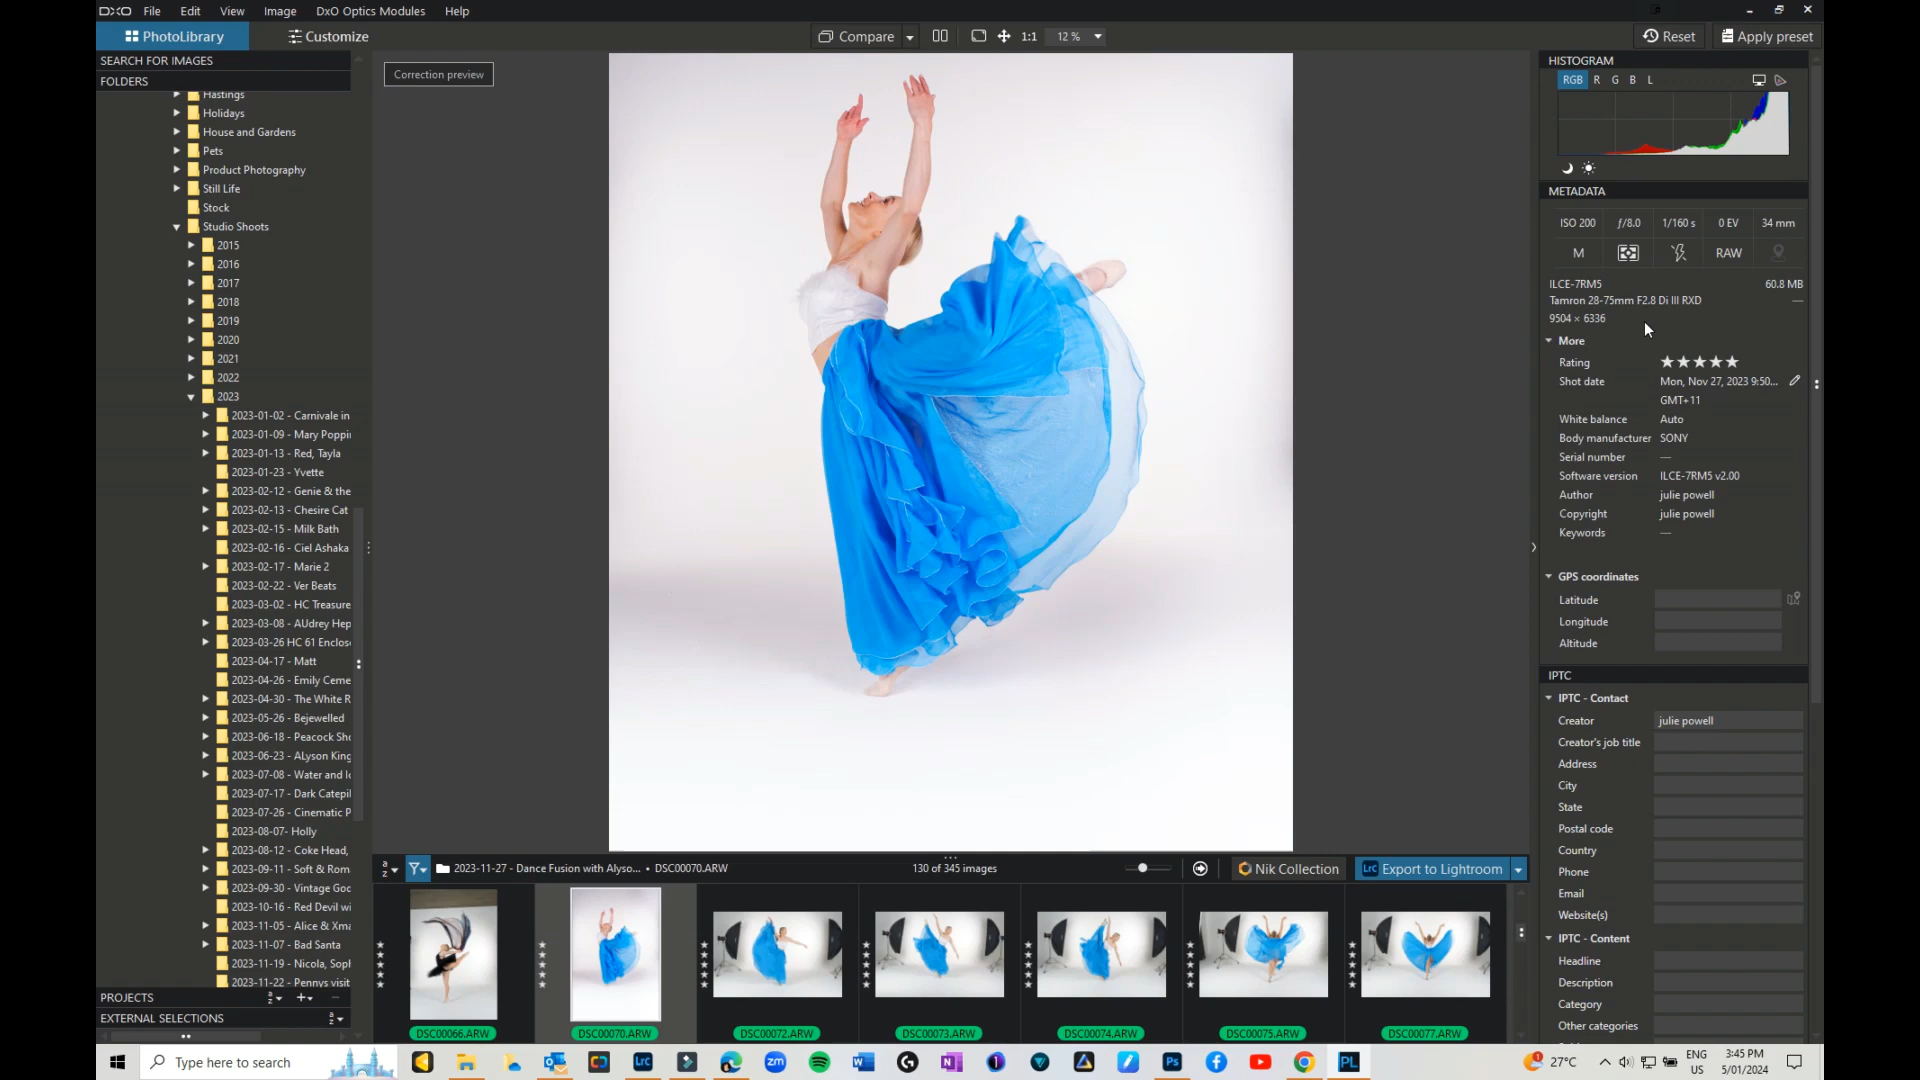 DXO File Edit View Image DxO Optics Modules Help
PhotoLibrary Customize Compare 1:1 12 % Reset Apply preset
SEARCH FOR IMAGES
FOLDERS
Hastings
Holidays
House and Gardens
Pets
Product Photography
Still Life
Stock
Studio Shoots
2015
2016
2017
2018
2019
2020
2021
2022
2023
2023-01-02 - Carnivale in
2023-01-09 - Mary Poppi
2023-01-13 - Red, Tayla
2023-01-23 - Yvette
2023-02-12 - Genie & the
2023-02-13 - Chesire Cat
2023-02-15 - Milk Bath
2023-02-16 - Ciel Ashaka
2023-02-17 - Marie 2
2023-02-22 - Ver Beats
2023-03-02 - HC Treasure
2023-03-08 - AUdrey Hep
2023-03-26 HC 61 Enclos
2023-04-17 - Matt
2023-04-26 - Emily Ceme
2023-04-30 - The White R
2023-05-26 - Bejewelled
2023-06-18 - Peacock Sh
2023-06-23 - ALyson King
2023-07-08 - Water and I
2023-07-17 - Dark Catepil
2023-07-26 - Cinematic P
2023-08-07- Holly
2023-08-12 - Coke Head,
2023-09-11 - Soft & Rom
2023-09-30 - Vintage Goc
2023-10-16 - Red Devil wi
2023-11-05 - Alice & Xma
2023-11-07 - Bad Santa
2023-11-19 - Nicola, Sopl
2023-11-22 - Pennys visit
PROJECTS
EXTERNAL SELECTIONS
Correction preview
2023-11-27 - Dance Fusion with Alyso... • DSC00070.ARW 130 of 345 images Nik Collection Lrc Export to Lightroom
DSC00066.ARW DSC00070.ARW DSC00072.ARW DSC00073.ARW DSC00074.ARW DSC00075.ARW DSC00077.ARW
HISTOGRAM
RGB R G B L
METADATA
ISO 200 ƒ/8.0 1/160 s 0 EV 34 mm
M RAW
ILCE-7RM5 60.8 MB
Tamron 28-75mm F2.8 Di III RXD —
9504 × 6336
More
Rating
Shot date Mon, Nov 27, 2023 9:50...
GMT+11
White balance Auto
Body manufacturer SONY
Serial number —
Software version ILCE-7RM5 v2.00
Author julie powell
Copyright julie powell
Keywords —
GPS coordinates
Latitude
Longitude
Altitude
IPTC
IPTC - Contact
Creator julie powell
Creator's job title
Address
City
State
Postal code
Country
Phone
Email
Website(s)
IPTC - Content
Headline
Description
Category
Other categories
Type here to search Lrc zm Ps PL 27°C ENG 3:45 PM
US 5/01/2024